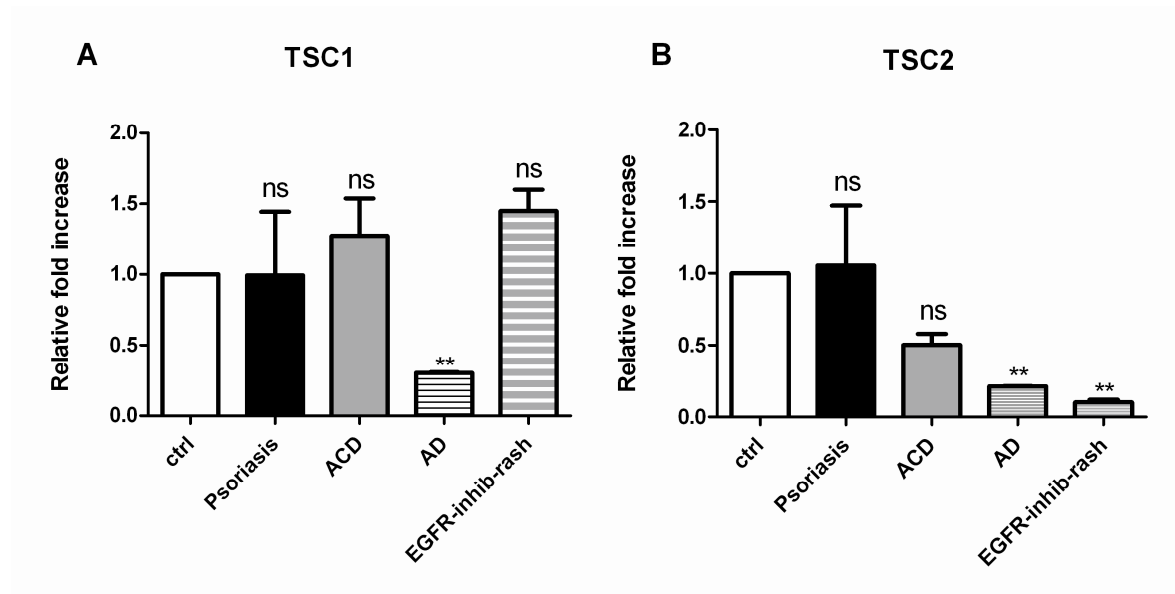 A
TSC1
Relative fold increase
2.0
1.5
1.0
0.5
0.0
ns
ns
**
ns
ctrl
Psoriasis
ACD
AD
EGFR-inhib-rash
B
TSC2
Relative fold increase
2.0
1.5
1.0
0.5
0.0
ns
ns
**
**
ctrl
Psoriasis
ACD
AD
EGFR-inhib-rash